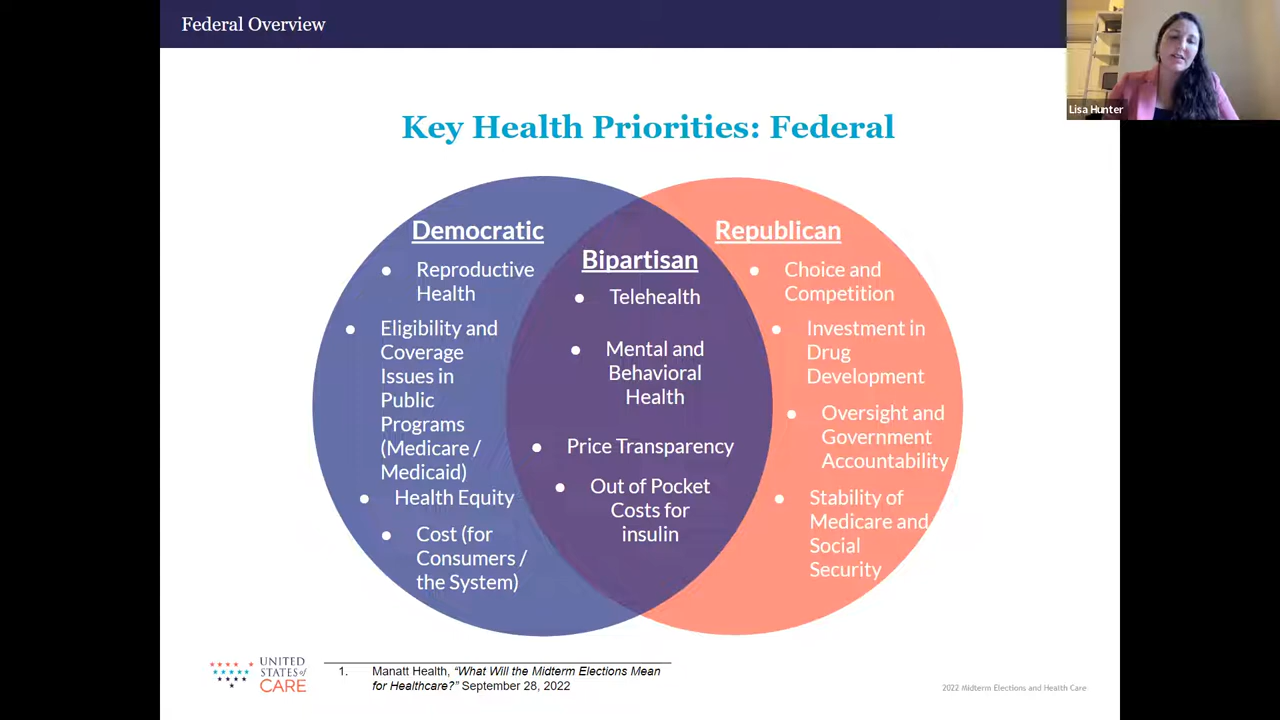 Federal Overview
Lisa Hunter
Key Health Priorities: Federal
Democratic
● Reproductive
Health
● Eligibility and
Coverage
Issues in
Public
Programs
(Medicare /
Medicaid)
● Health Equity
● Cost (for
Consumers /
the System)
Bipartisan
● Telehealth
● Mental and
Behavioral
Health
● Price Transparency
● Out of Pocket
Costs for
insulin
Republican
● Choice and
Competition
● Investment in
Drug
Development
● Oversight and
Government
Accountability
● Stability of
Medicare and
Social
Security
UNITED
STATES of
CARE
1. Manatt Health, “What Will the Midterm Elections Mean
for Healthcare?” September 28, 2022
2022 Midterm Elections and Health Care